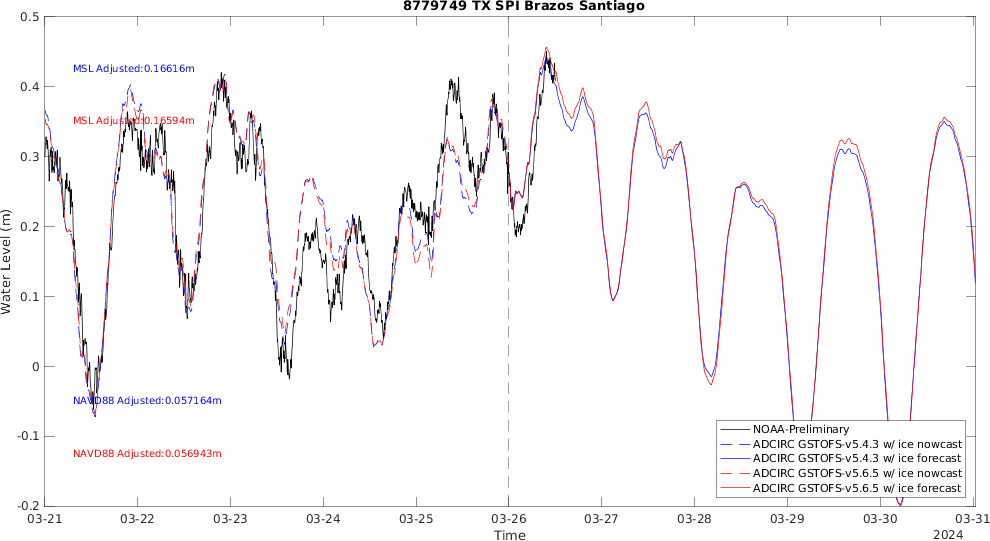 8779749 TX SPI Brazos Santiago
0.5
0.4
0.3
0.2
0.1
0
-0.1
-0.2
Water Level (m)
MSL Adjusted:0.16616m
MSL Adjusted:0.16594m
NAVD88 Adjusted:0.057164m
NAVD88 Adjusted:0.056943m
NOAA-Preliminary
ADCIRC GSTOFS-v5.4.3 w/ ice nowcast
ADCIRC GSTOFS-v5.4.3 w/ ice forecast
ADCIRC GSTOFS-v5.6.5 w/ ice nowcast
ADCIRC GSTOFS-v5.6.5 w/ ice forecast
03-21 03-22 03-23 03-24 03-25 03-26 03-27 03-28 03-29 03-30 03-31
Time
2024